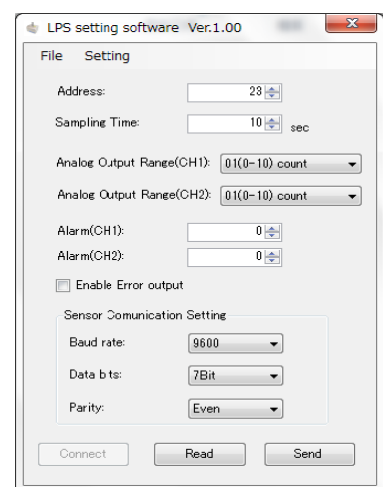 LPS setting software Ver.1.00
File Setting
Address: 23
Sampling Time: 10 sec
Analog Output Range(CH1): 01(0-10) count
Analog Output Range(CH2): 01(0-10) count
Alarm(CH1): 0
Alarm(CH2): 0
Enable Error output
Sensor Comunication Setting
Baud rate: 9600
Data bits: 7Bit
Parity: Even
Connect Read Send